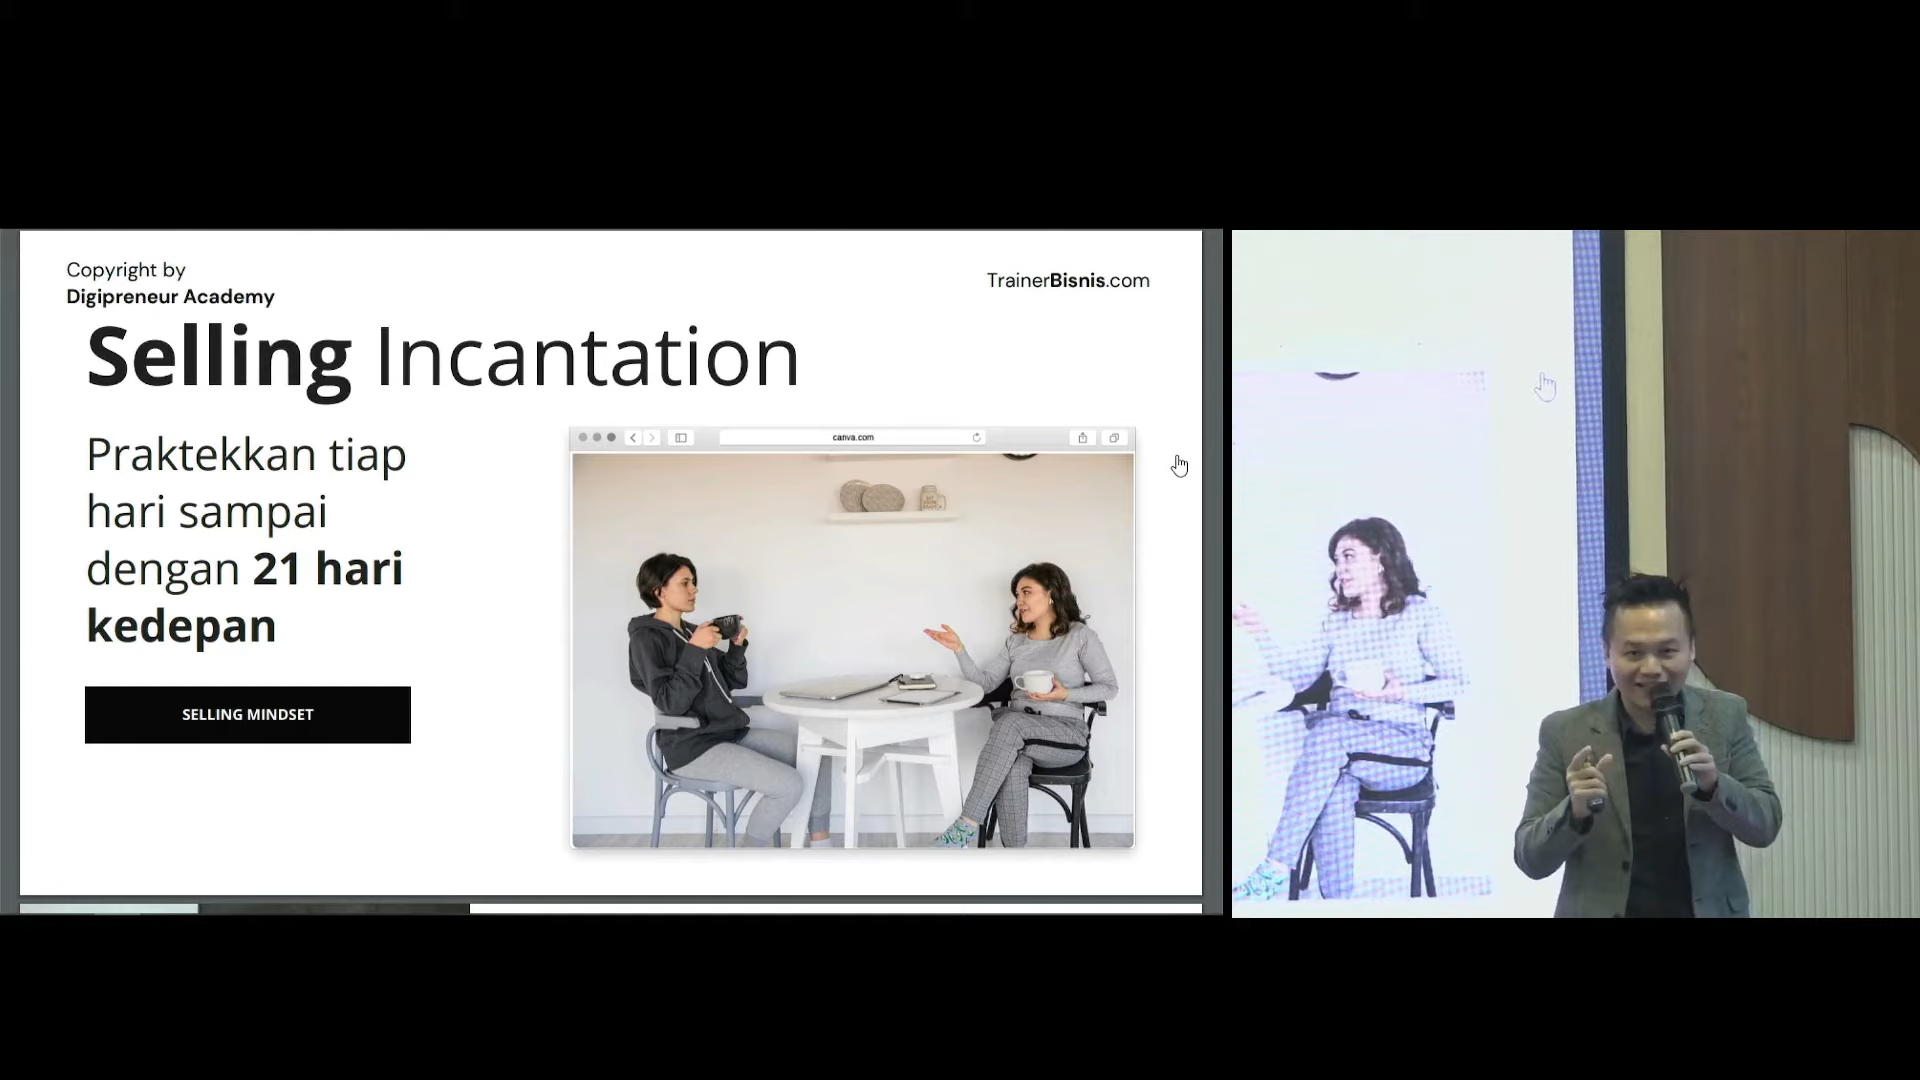 Copyright by
Digipreneur Academy
TrainerBisnis.com
Selling Incantation
Praktekkan tiap
hari sampai
dengan 21 hari
kedepan
SELLING MINDSET
canva.com